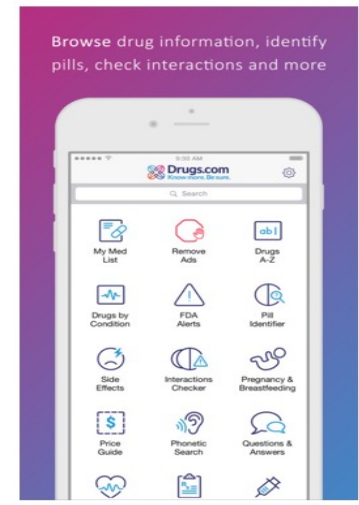 Browse drug information, identify
pills, check interactions and more
9:30 AM
Drugs.com
Know more. Be sure.
Search
My Med
List
Remove
Ads
ab|
Drugs
A-Z
Drugs by
Condition
FDA
Alerts
Pill
Identifier
Side
Effects
Interactions
Checker
Pregnancy &
Breastfeeding
$
Price
Guide
Phonetic
Search
Questions &
Answers